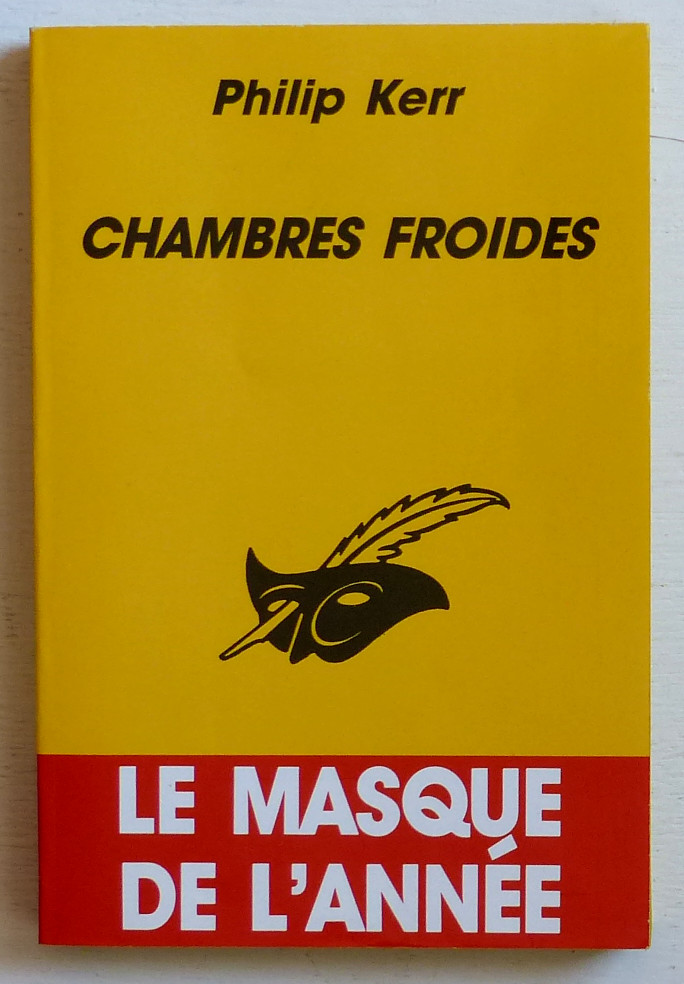 Philip Kerr
CHAMBRES FROIDES
LE MASQUE
DE L'ANNÉE